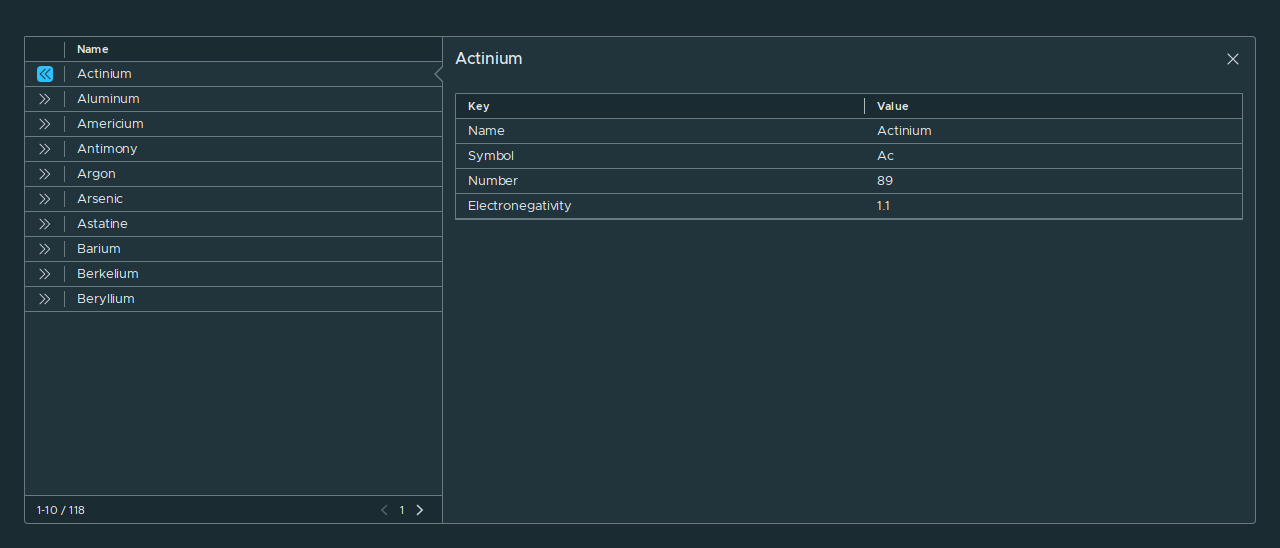 Name
Actinium
Aluminum
Americium
Antimony
Argon
Arsenic
Astatine
Barium
Berkelium
Beryllium
1-10 / 118
1
Actinium
Key Value
Name Actinium
Symbol Ac
Number 89
Electronegativity 1.1